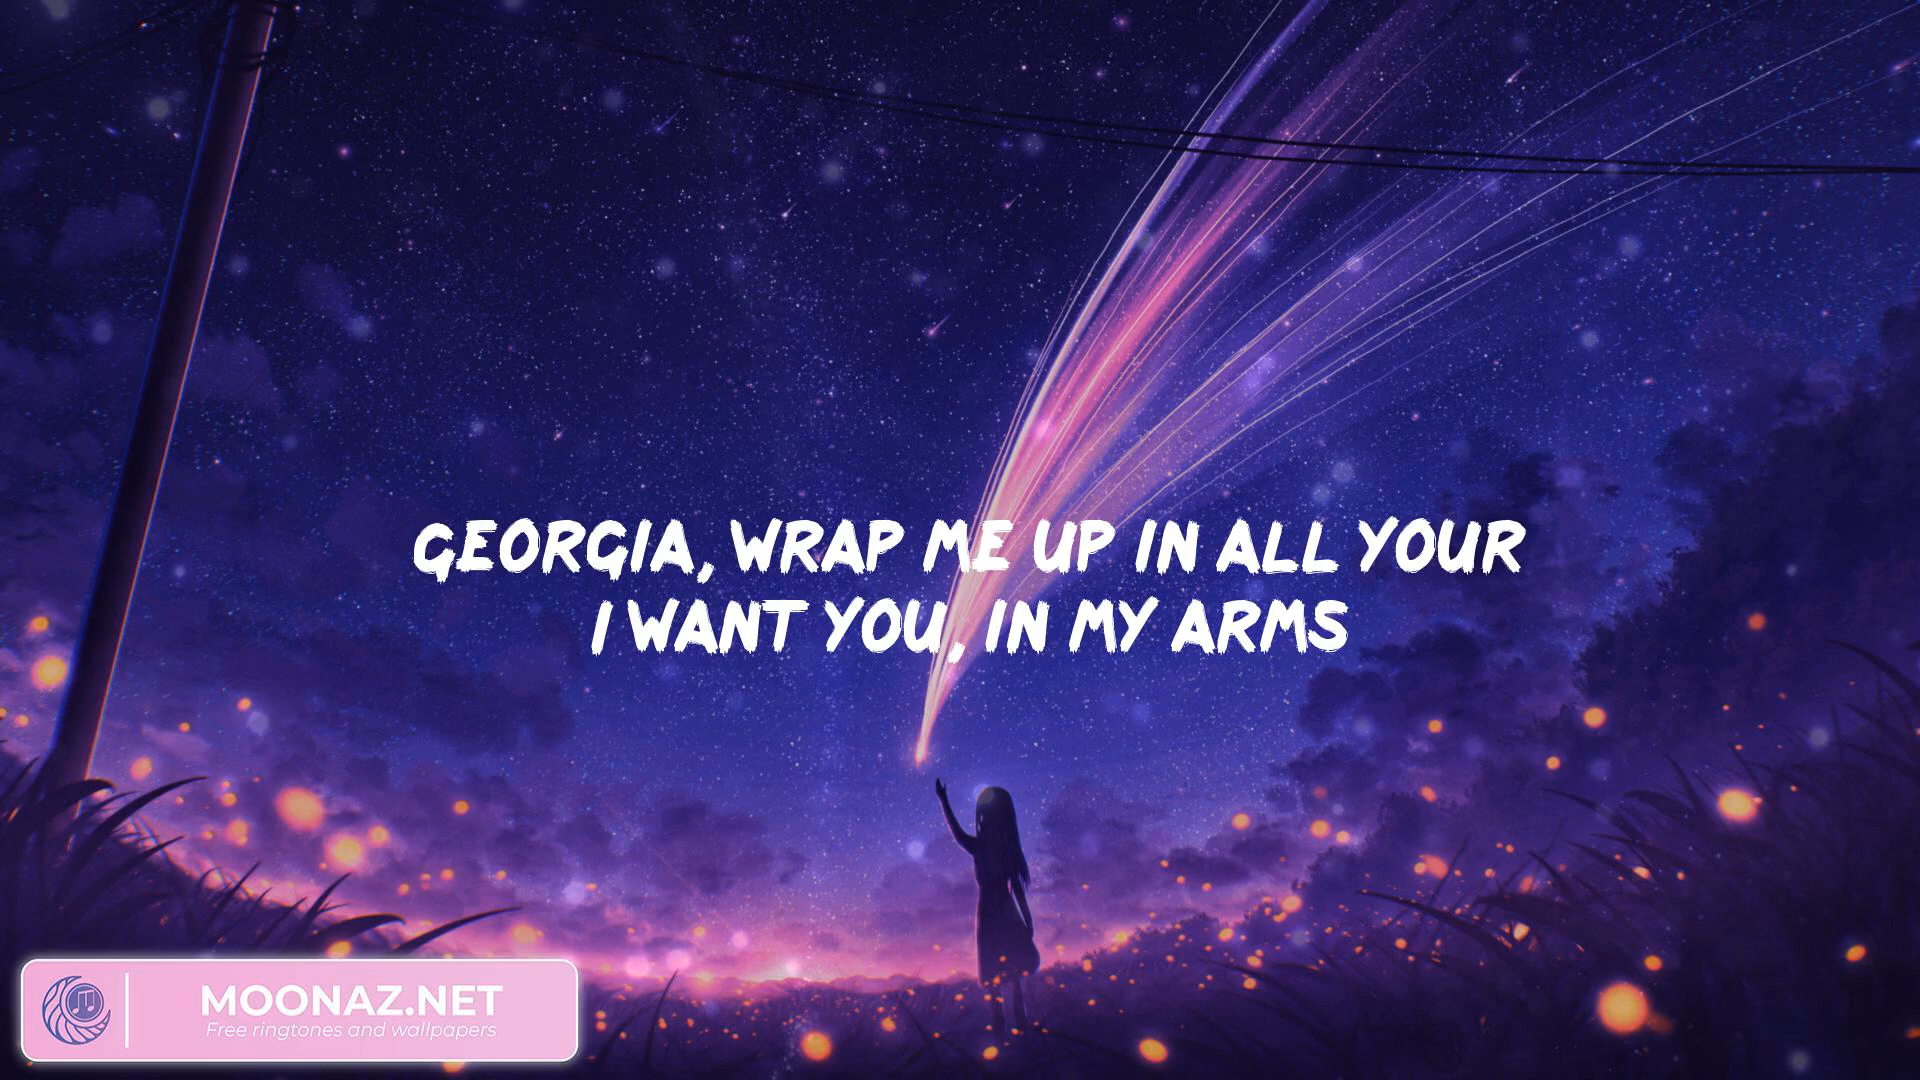 GEORGIA, WRAP ME UP IN ALL YOUR
I WANT YOU, IN MY ARMS
MOONAZ.NET
Free ringtones and wallpapers